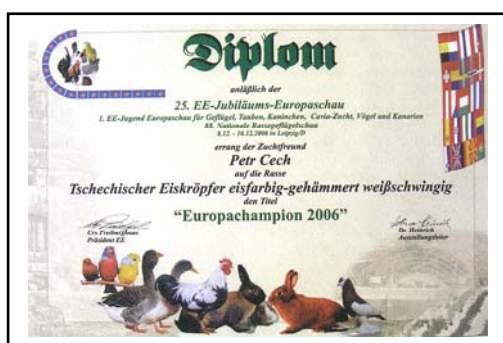 Diplom
anläßlich der
25. EE-Jubiläums-Europaschau
1. EE-Jugend Europaschau für Geflügel, Tauben, Kaninchen, Cavia-Zucht, Vögel und Kanarien
88. Nationale Rassegeflügelschau
8.12. - 10.12.2006 in Leipzig/D
errang der Zuchtfreund
Petr Cech
auf die Rasse
Tschechischer Eiskröpfer eisfarbig-gehämmert weißschwingig
den Titel
"Europachampion 2006"
Urs Freiburghaus
Präsident EE
Dr. Heinrich
Ausstellungsleiter